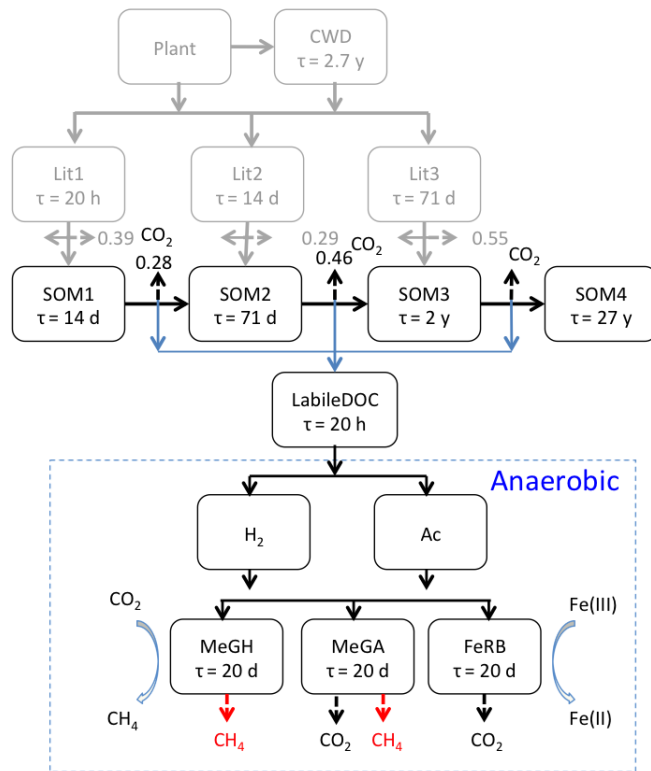 Plant
CWD
τ = 2.7 y
Lit1
τ = 20 h
Lit2
τ = 14 d
Lit3
τ = 71 d
0.39
CO₂
0.28
0.29
CO₂
0.46
0.55
CO₂
SOM1
τ = 14 d
SOM2
τ = 71 d
SOM3
τ = 2 y
SOM4
τ = 27 y
LabileDOC
τ = 20 h
Anaerobic
H₂
Ac
CO₂
Fe(III)
MeGH
τ = 20 d
MeGA
τ = 20 d
FeRB
τ = 20 d
CH₄
CH₄
CO₂
CH₄
CO₂
Fe(II)